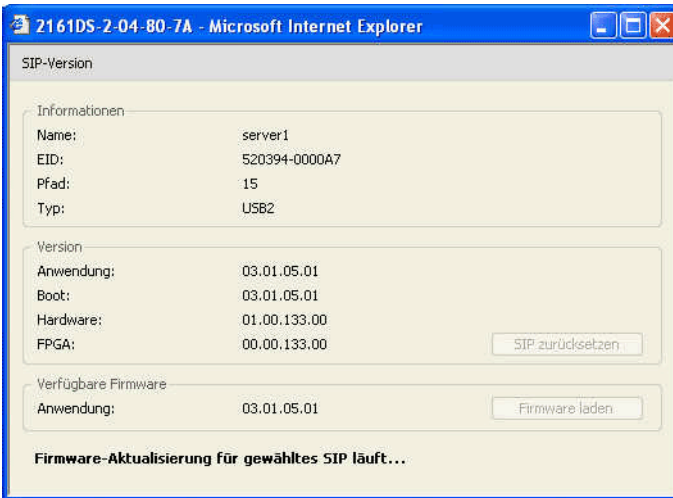 2161DS-2-04-80-7A - Microsoft Internet Explorer
SIP-Version
Informationen
Name: server1
EID: 520394-0000A7
Pfad: 15
Typ: USB2
Version
Anwendung: 03.01.05.01
Boot: 03.01.05.01
Hardware: 01.00.133.00
FPGA: 00.00.133.00 SIP zurücksetzen
Verfügbare Firmware
Anwendung: 03.01.05.01 Firmware laden
Firmware-Aktualisierung für gewähltes SIP läuft...